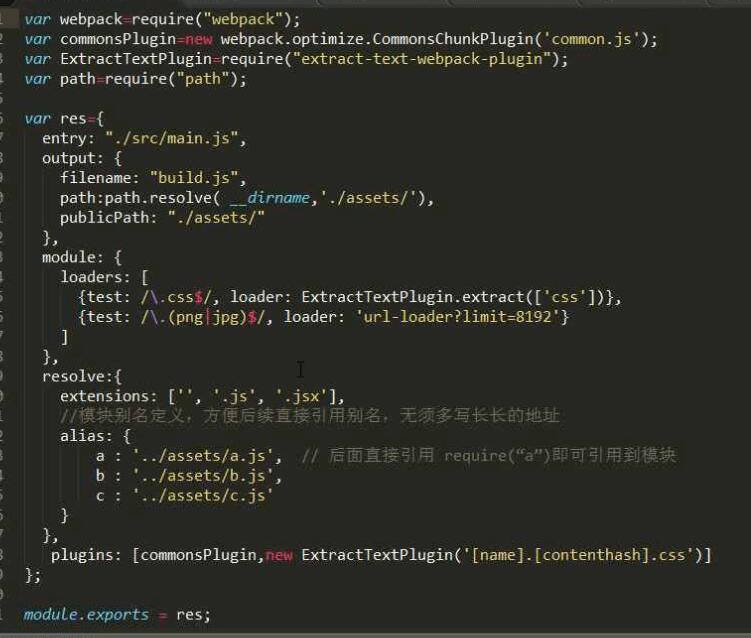 var webpack=require("webpack");
var commonsPlugin=new webpack.optimize.CommonsChunkPlugin('common.js');
var ExtractTextPlugin=require("extract-text-webpack-plugin");
var path=require("path");
var res={
entry: "./src/main.js",
output: {
filename: "build.js",
path:path.resolve( __dirname,'./assets/'),
publicPath: "./assets/"
},
module: {
loaders: [
{test: /\.css$/, loader: ExtractTextPlugin.extract(['css'])},
{test: /\.(png|jpg)$/, loader: 'url-loader?limit=8192'}
]
},
resolve:{
extensions: ['', '.js', '.jsx'],
//模块别名定义，方便后续直接引用别名，无须多写长长的地址
alias: {
a : '../assets/a.js',  // 后面直接引用 require(“a”)即可引用到模块
b : '../assets/b.js',
c : '../assets/c.js'
}
},
plugins: [commonsPlugin,new ExtractTextPlugin('[name].[contenthash].css')]
};
module.exports = res;